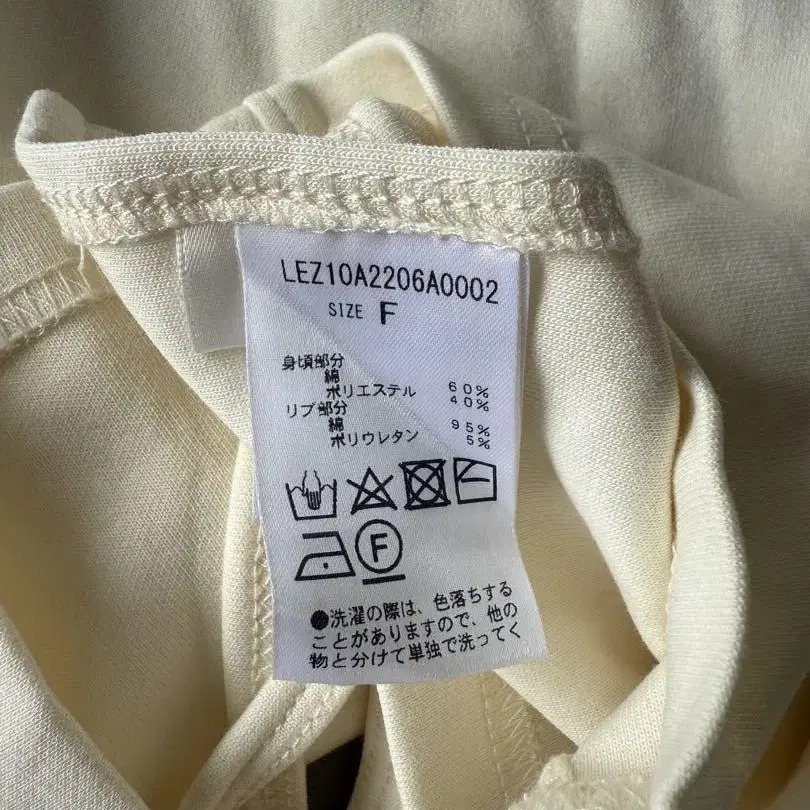 LEZ10A2206A0002
SIZE F
身頃部分
綿 60%
ポリエステル 40%
リブ部分
綿 95%
ポリウレタン 5%
F
●洗濯の際は、色落ちする
ことがありますので、他の
物と分けて単独で洗ってく